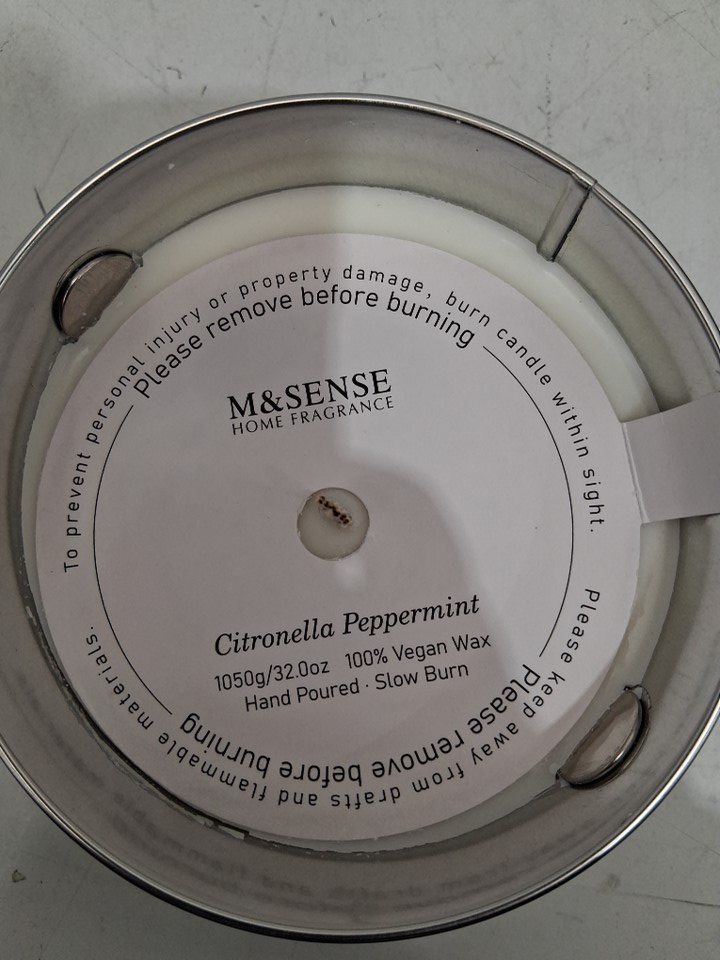 To prevent personal injury or property damage, burn candle within sight.
Please remove before burning
M&SENSE
HOME FRAGRANCE
Citronella Peppermint
1050g/32.0oz 100% Vegan Wax
Hand Poured · Slow Burn
Please remove before burning
Please keep away from drafts and flammable materials.